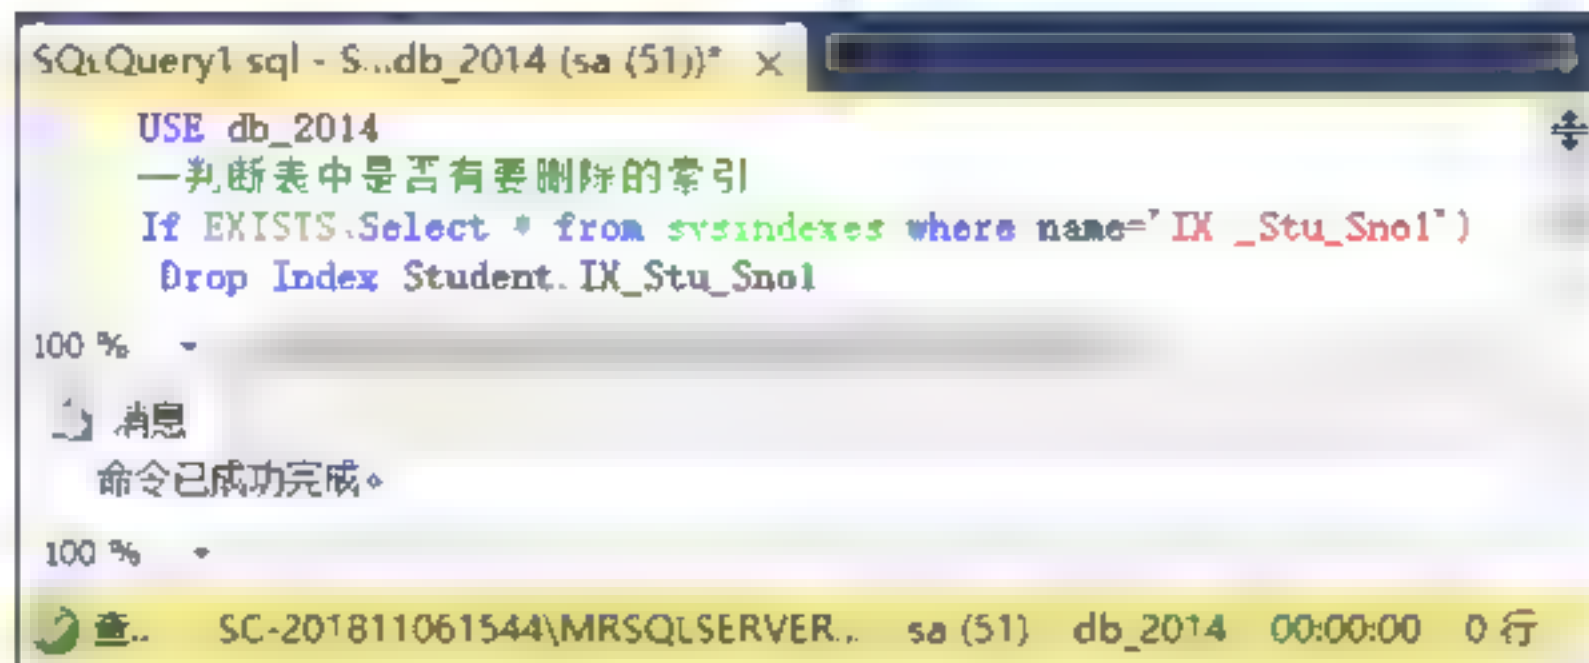 SQLQuery1.sql - S...db_2014 (sa (51))* ×
USE db_2014
--判断表中是否有要删除的索引
If EXISTS(Select * from sysindexes where name='IX _Stu_Sno1')
Drop Index Student.IX_Stu_Sno1
100 %
消息
命令已成功完成。
100 %
查.. SC-201811061544\MRSQLSERVER... sa (51) db_2014 00:00:00 0 行